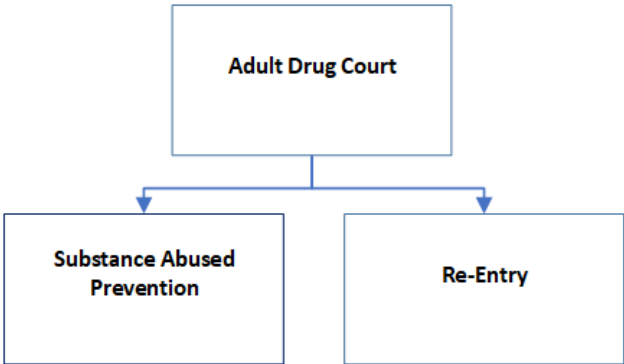 Adult Drug Court
Substance Abused
Prevention
Re-Entry